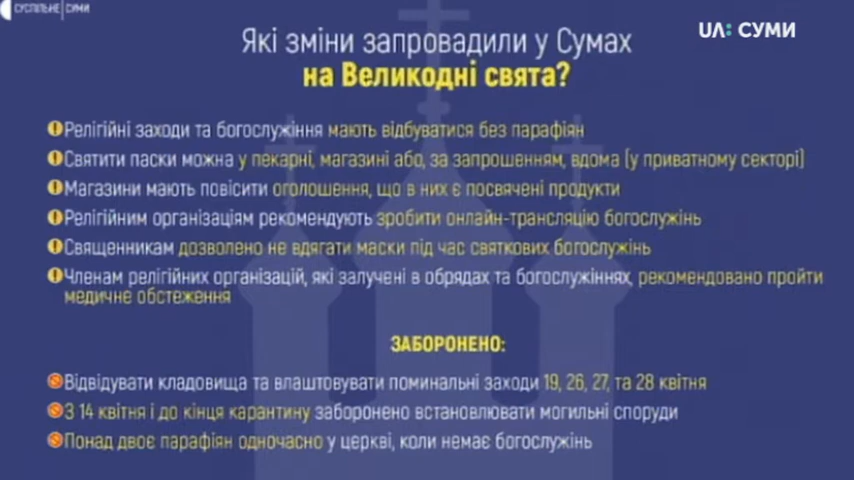 СУСПІЛЬНЕ | СУМИ
UA: СУМИ
Які зміни запровадили у Сумах
на Великодні свята?
Релігійні заходи та богослужіння мають відбуватися без парафіян
Святити паски можна у пекарні, магазині або, за запрошенням, вдома (у приватному секторі)
Магазини мають повісити оголошення, що в них є посвячені продукти
Релігійним організаціям рекомендують зробити онлайн-трансляцію богослужінь
Священникам дозволено не вдягати маски під час святкових богослужінь
Членам релігійних організацій, які залучені в обрядах та богослужіннях, рекомендовано пройти
медичне обстеження
ЗАБОРОНЕНО:
Відвідувати кладовища та влаштовувати поминальні заходи 19, 26, 27, та 28 квітня
З 14 квітня і до кінця карантину заборонено встановлювати могильні споруди
Понад двоє парафіян одночасно у церкві, коли немає богослужінь